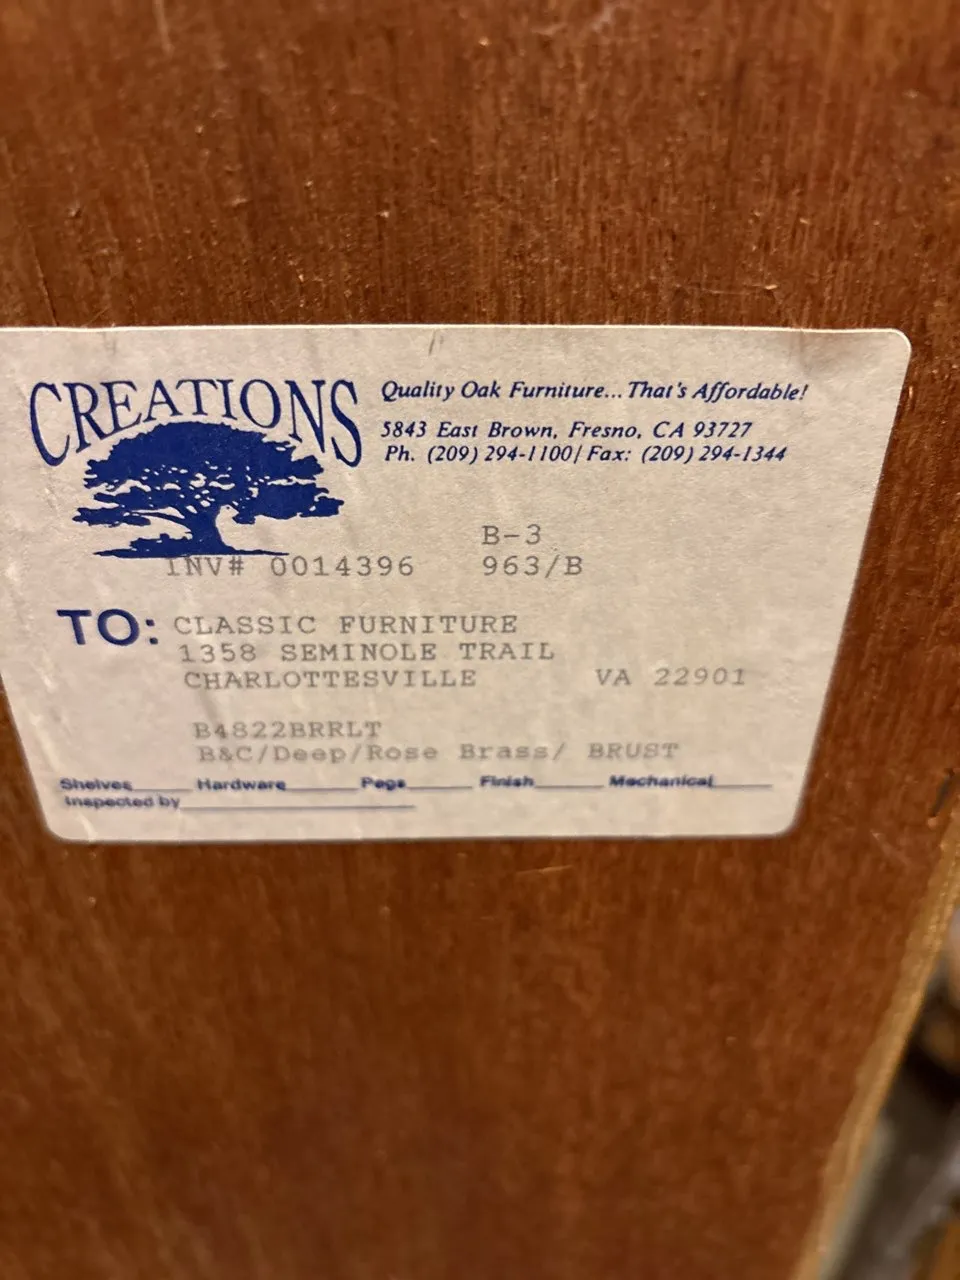 CREATIONS
Quality Oak Furniture... That's Affordable!
5843 East Brown, Fresno, CA 93727
Ph. (209) 294-1100/ Fax: (209) 294-1344
B-3
INV# 0014396 963/B
TO: CLASSIC FURNITURE
1358 SEMINOLE TRAIL
CHARLOTTESVILLE VA 22901
B4822BRRLT
B&C/Deep/Rose Brass/ BRUST
Shelves Hardware Pegs Finish Mechanical
Inspected by